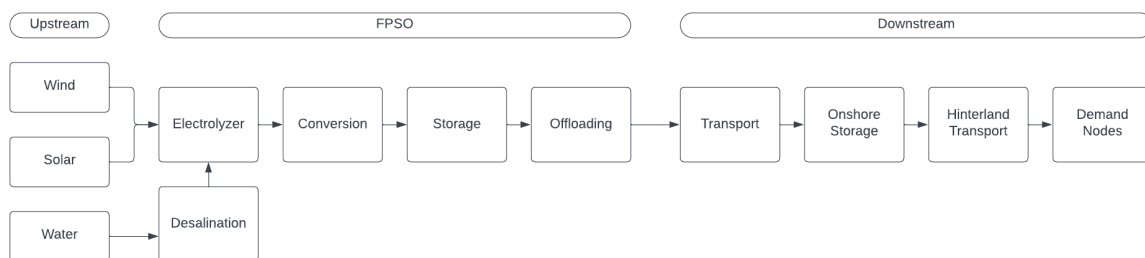 Upstream
FPSO
Downstream
Wind
Solar
Water
Electrolyzer
Desalination
Conversion
Storage
Offloading
Transport
Onshore
Storage
Hinterland
Transport
Demand
Nodes